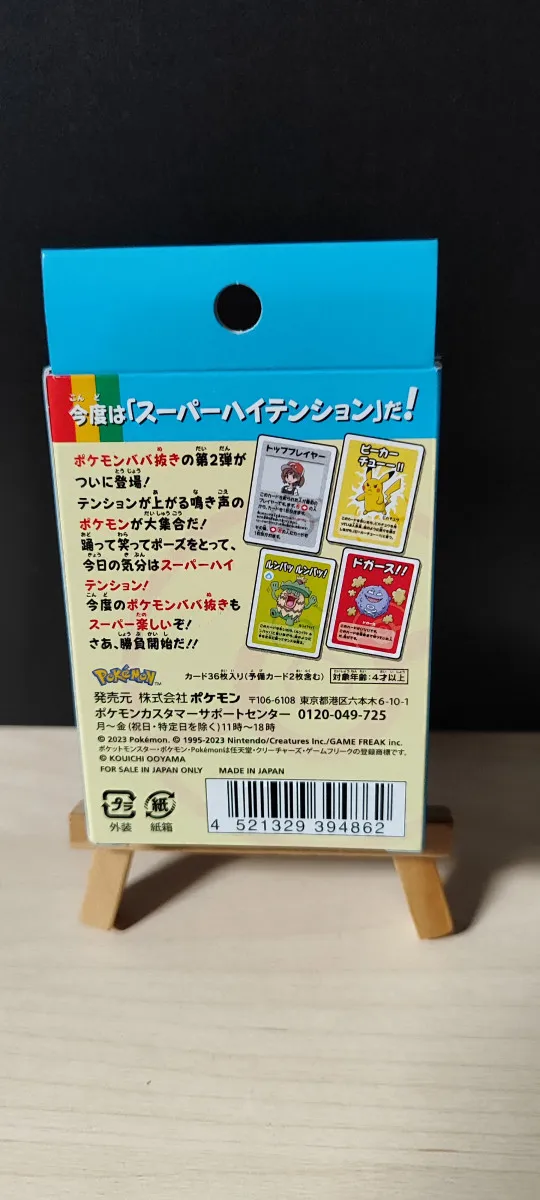 今度は「スーパーハイテンション」だ!
ポケモンババ抜きの第2弾が
ついに登場!
テンションが上がる鳴き声の
ポケモンが大集合だ!
踊って笑ってポーズをとって、
今日の気分はスーパーハイ
テンション!
今度のポケモンババ抜きも
スーパー楽しいぞ!
さあ、勝負開始だ!!
トッププレイヤー
ピーカー
チューー!!
ルンパッ ルンパッ!
ドガース!!
POKÉMON
カード36枚入り(予備カード2枚含む)
対象年齢:4才以上
発売元 株式会社ポケモン 〒106-6108 東京都港区六本木6-10-1
ポケモンカスタマーサポートセンター 0120-049-725
月~金(祝日・特定日を除く)11時~18時
© 2023 Pokémon. © 1995-2023 Nintendo/Creatures Inc./GAME FREAK inc.
ポケットモンスター・ポケモン・Pokémonは任天堂・クリーチャーズ・ゲームフリークの登録商標です。
© KOUICHI OOYAMA
FOR SALE IN JAPAN ONLY MADE IN JAPAN
プラ
外装
紙
紙箱
4 521329 394862